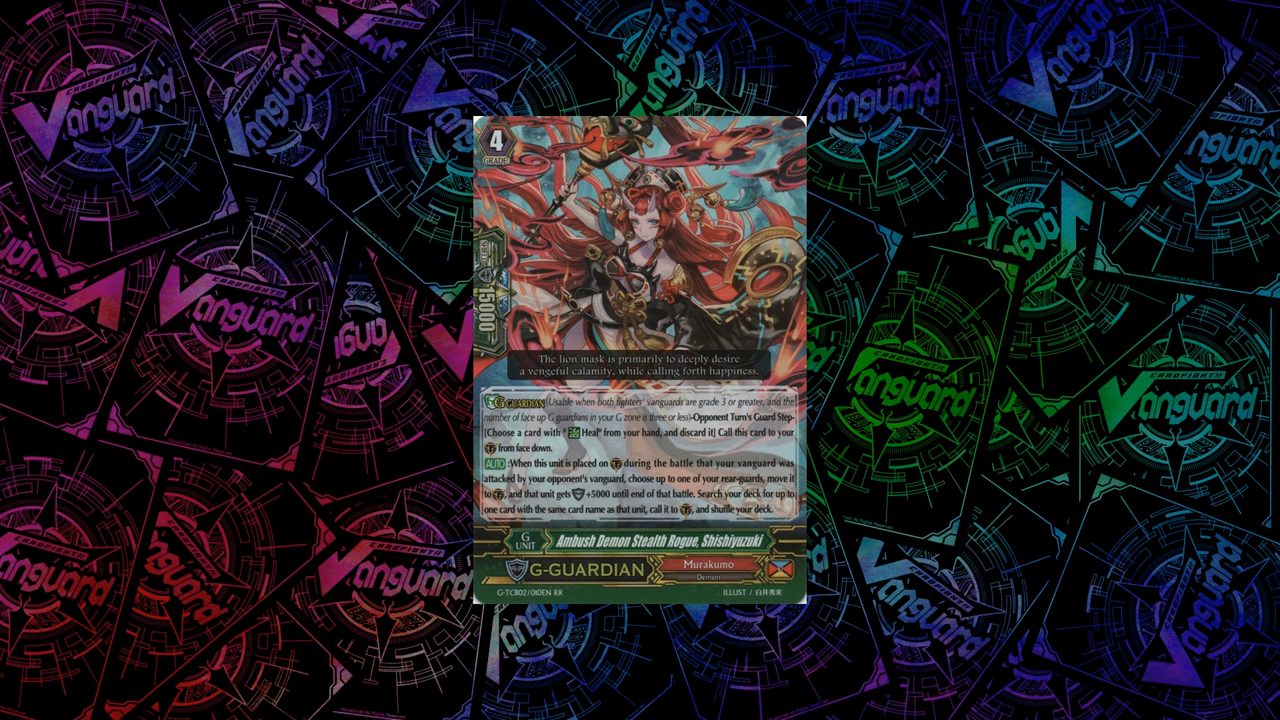 CARDFIGHT!!
Vanguard
4
GRADE
SHIELD
15000
The lion mask is primarily to deeply desire
a vengeful calamity, while calling forth happiness.
G GUARDIAN (Usable when both fighters' vanguards are grade 3 or greater, and the
number of face up G guardians in your G zone is three or less)-Opponent Turn's Guard Step-
[Choose a card with "Heal" from your hand, and discard it] Call this card to your
G from face down.
AUTO :When this unit is placed on G during the battle that your vanguard was
attacked by your opponent's vanguard, choose up to one of your rear-guards, move it
to G, and that unit gets +5000 until end of that battle. Search your deck for up to
one card with the same card name as that unit, call it to G, and shuffle your deck.
G UNIT
Ambush Demon Stealth Rogue, Shishiyuzuki
G-GUARDIAN
Murakumo
Demon
G-TCB02/010EN RR
ILLUST / 白井秀実